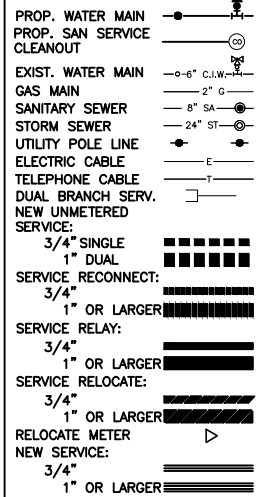 PROP. WATER MAIN
PROP. SAN SERVICE CO
CLEANOUT
EXIST. WATER MAIN 6" C.I.W.
GAS MAIN 2" G
SANITARY SEWER 8" SA
STORM SEWER 24" ST
UTILITY POLE LINE
ELECTRIC CABLE E
TELEPHONE CABLE T
DUAL BRANCH SERV.
NEW UNMETERED
SERVICE:
3/4" SINGLE
1" DUAL
SERVICE RECONNECT:
3/4"
1" OR LARGER
SERVICE RELAY:
3/4"
1" OR LARGER
SERVICE RELOCATE:
3/4"
1" OR LARGER
RELOCATE METER
NEW SERVICE:
3/4"
1" OR LARGER